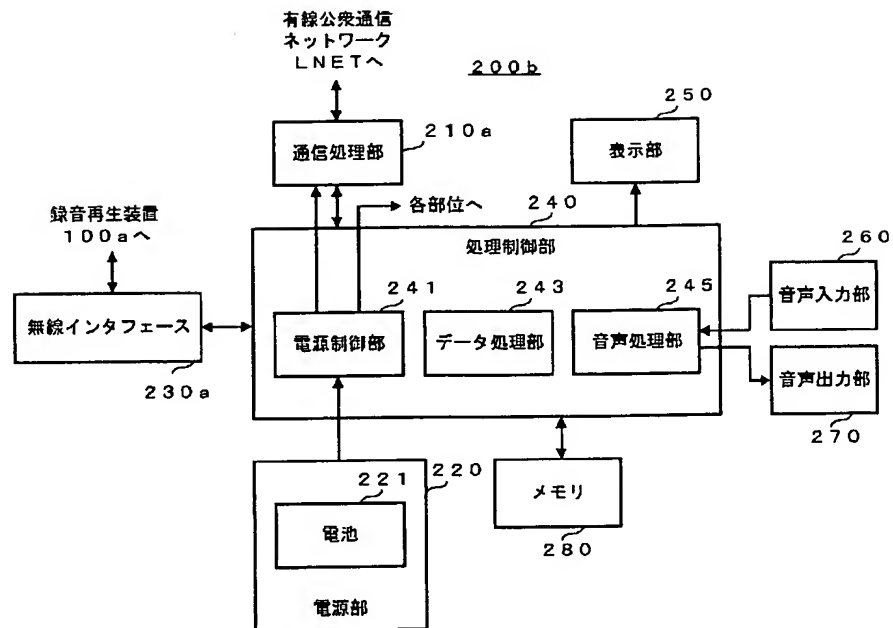 有線公衆通信
ネットワーク
LNETへ
200b
250
通信処理部
210a
表示部
録音再生装置
100aへ
各部位へ
240
処理制御部
260
241
243
245
音声入力部
無線インタフェース
電源制御部
データ処理部
音声処理部
230a
音声出力部
270
220
221
電池
メモリ
280
電源部